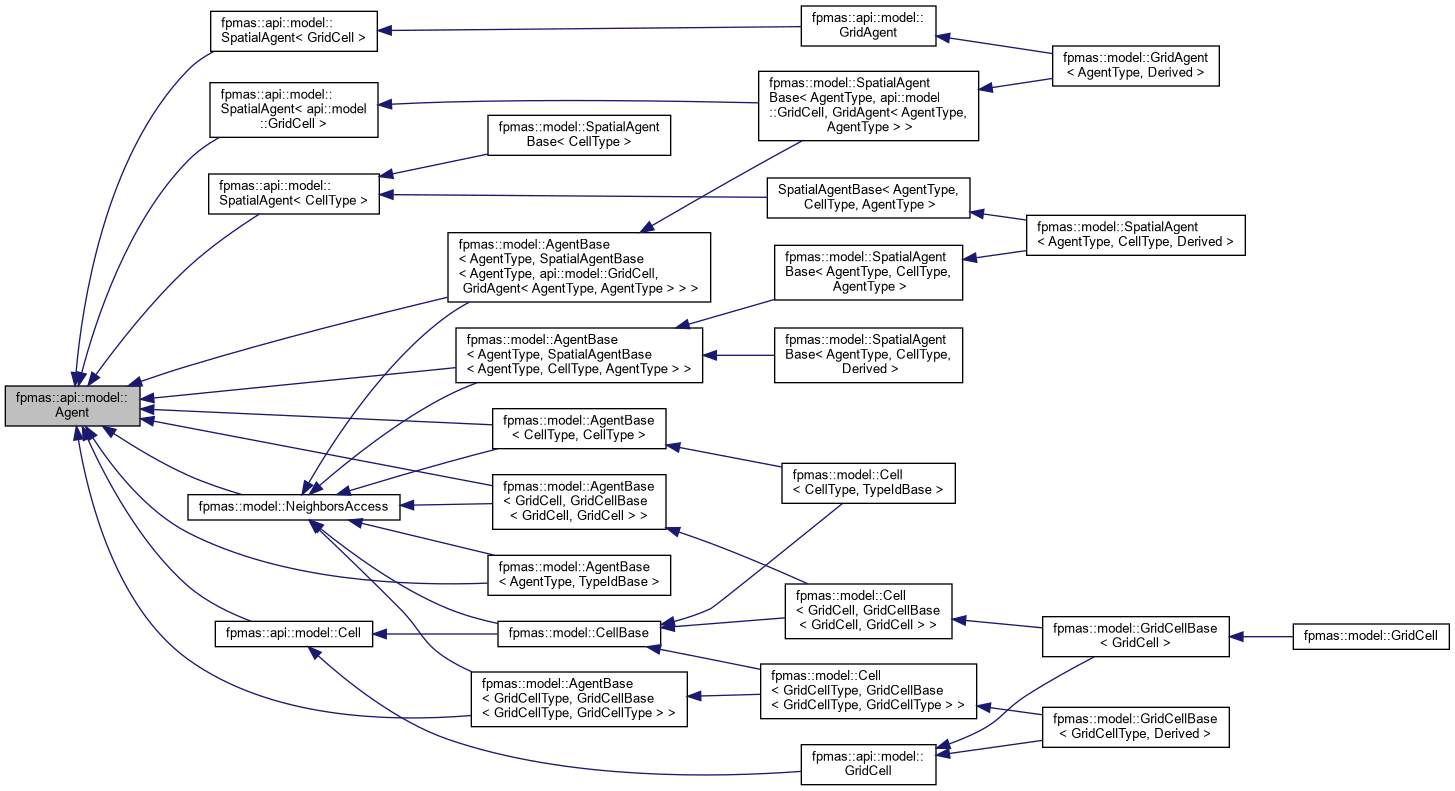 fpmas::api::model::
Agent
fpmas::api::model::
SpatialAgent< GridCell >
fpmas::api::model::
SpatialAgent< api::model
::GridCell >
fpmas::api::model::
SpatialAgent< CellType >
fpmas::model::NeighborsAccess
fpmas::api::model::Cell
fpmas::model::SpatialAgent
Base< CellType >
fpmas::model::AgentBase
< AgentType, SpatialAgentBase
< AgentType, api::model::GridCell,
GridAgent< AgentType, AgentType > > >
fpmas::model::AgentBase
< AgentType, SpatialAgentBase
< AgentType, CellType, AgentType > >
fpmas::model::AgentBase
< CellType, CellType >
fpmas::model::AgentBase
< GridCell, GridCellBase
< GridCell, GridCell > >
fpmas::model::AgentBase
< AgentType, TypeIdBase >
fpmas::model::CellBase
fpmas::model::AgentBase
< GridCellType, GridCellBase
< GridCellType, GridCellType > >
fpmas::api::model::
GridAgent
fpmas::model::SpatialAgent
Base< AgentType, api::model
::GridCell, GridAgent< AgentType,
AgentType > >
SpatialAgentBase< AgentType,
CellType, AgentType >
fpmas::model::SpatialAgent
Base< AgentType, CellType,
AgentType >
fpmas::model::SpatialAgent
Base< AgentType, CellType,
Derived >
fpmas::model::Cell
< CellType, TypeIdBase >
fpmas::model::Cell
< GridCell, GridCellBase
< GridCell, GridCell > >
fpmas::model::Cell
< GridCellType, GridCellBase
< GridCellType, GridCellType > >
fpmas::api::model::
GridCell
fpmas::model::GridAgent
< AgentType, Derived >
fpmas::model::SpatialAgent
< AgentType, CellType, Derived >
fpmas::model::GridCellBase
< GridCell >
fpmas::model::GridCellBase
< GridCellType, Derived >
fpmas::model::GridCell